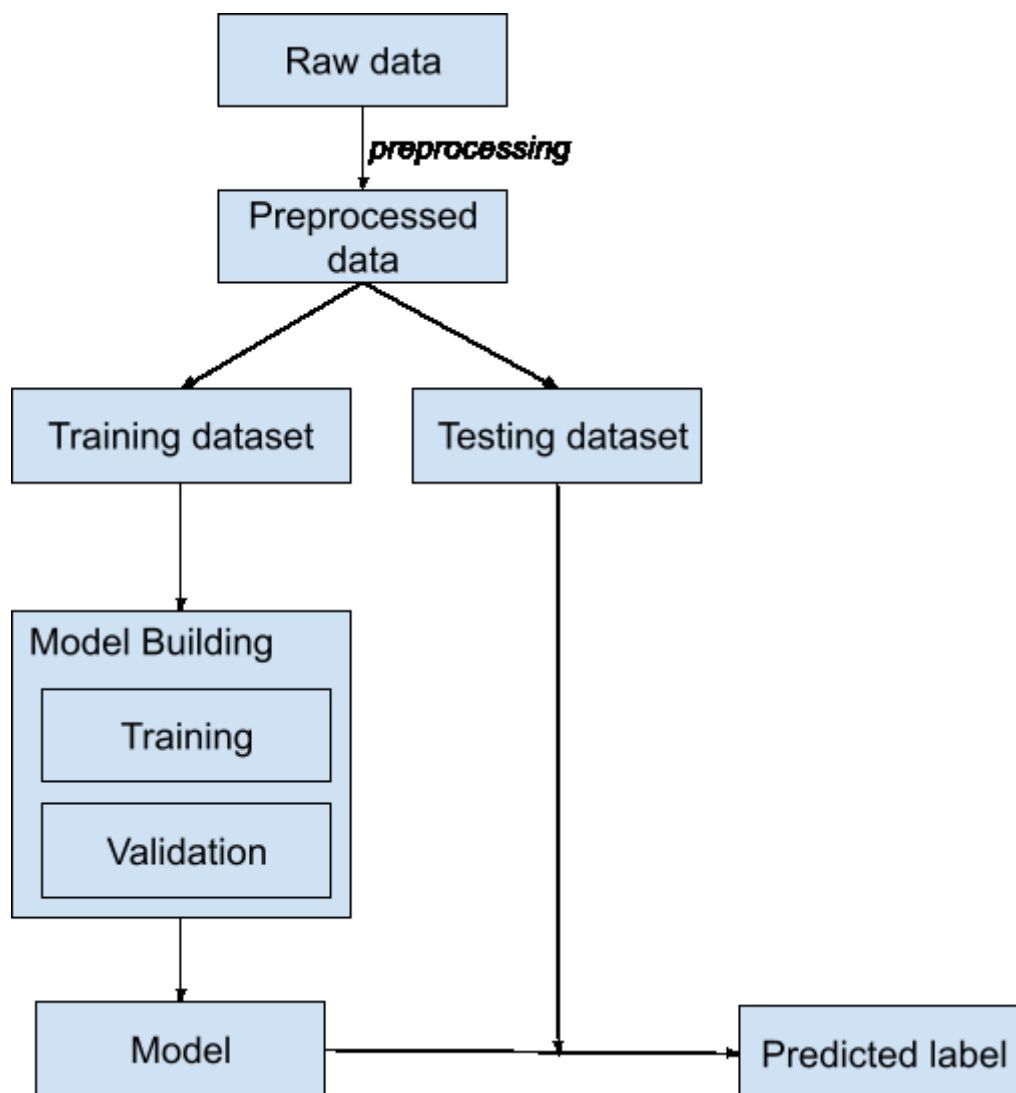 Raw data
preprocessing
Preprocessed
data
Training dataset
Testing dataset
Model Building
Training
Validation
Model
Predicted label